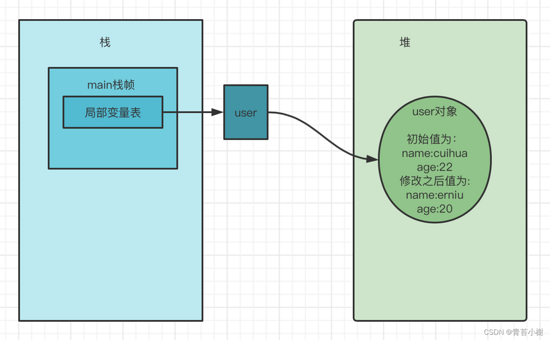 栈
main栈帧
局部变量表
user
堆
user对象
初始值为：
name:cuihua
age:22
修改之后值为:
name:erniu
age:20
CSDN @青苔小榭